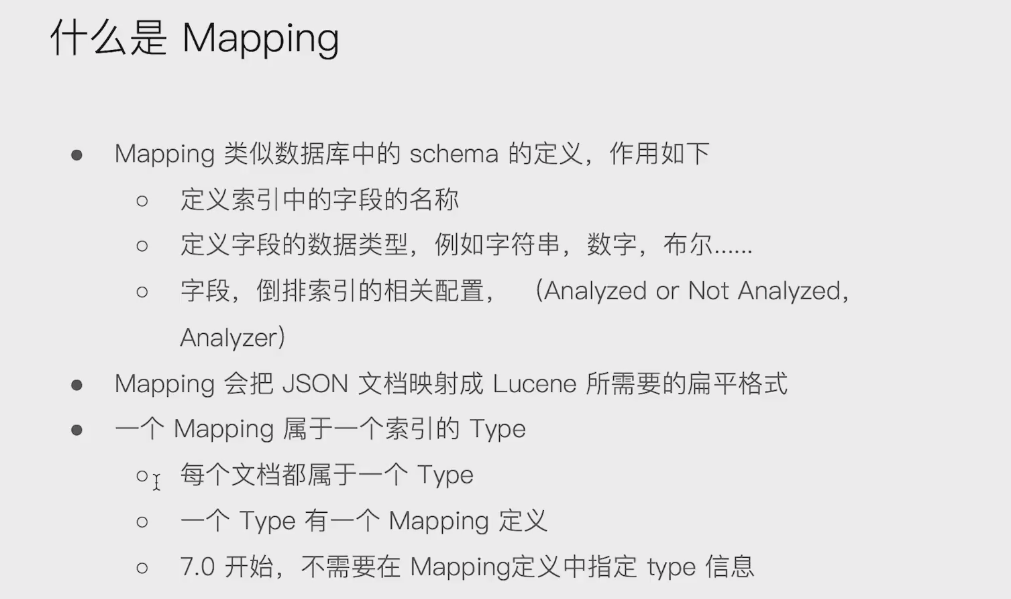 什么是 Mapping
● Mapping 类似数据库中的 schema 的定义，作用如下
○ 定义索引中的字段的名称
○ 定义字段的数据类型，例如字符串，数字，布尔……
○ 字段，倒排索引的相关配置， （Analyzed or Not Analyzed，
Analyzer）
● Mapping 会把 JSON 文档映射成 Lucene 所需要的扁平格式
● 一个 Mapping 属于一个索引的 Type
○ 每个文档都属于一个 Type
○ 一个 Type 有一个 Mapping 定义
○ 7.0 开始，不需要在 Mapping定义中指定 type 信息